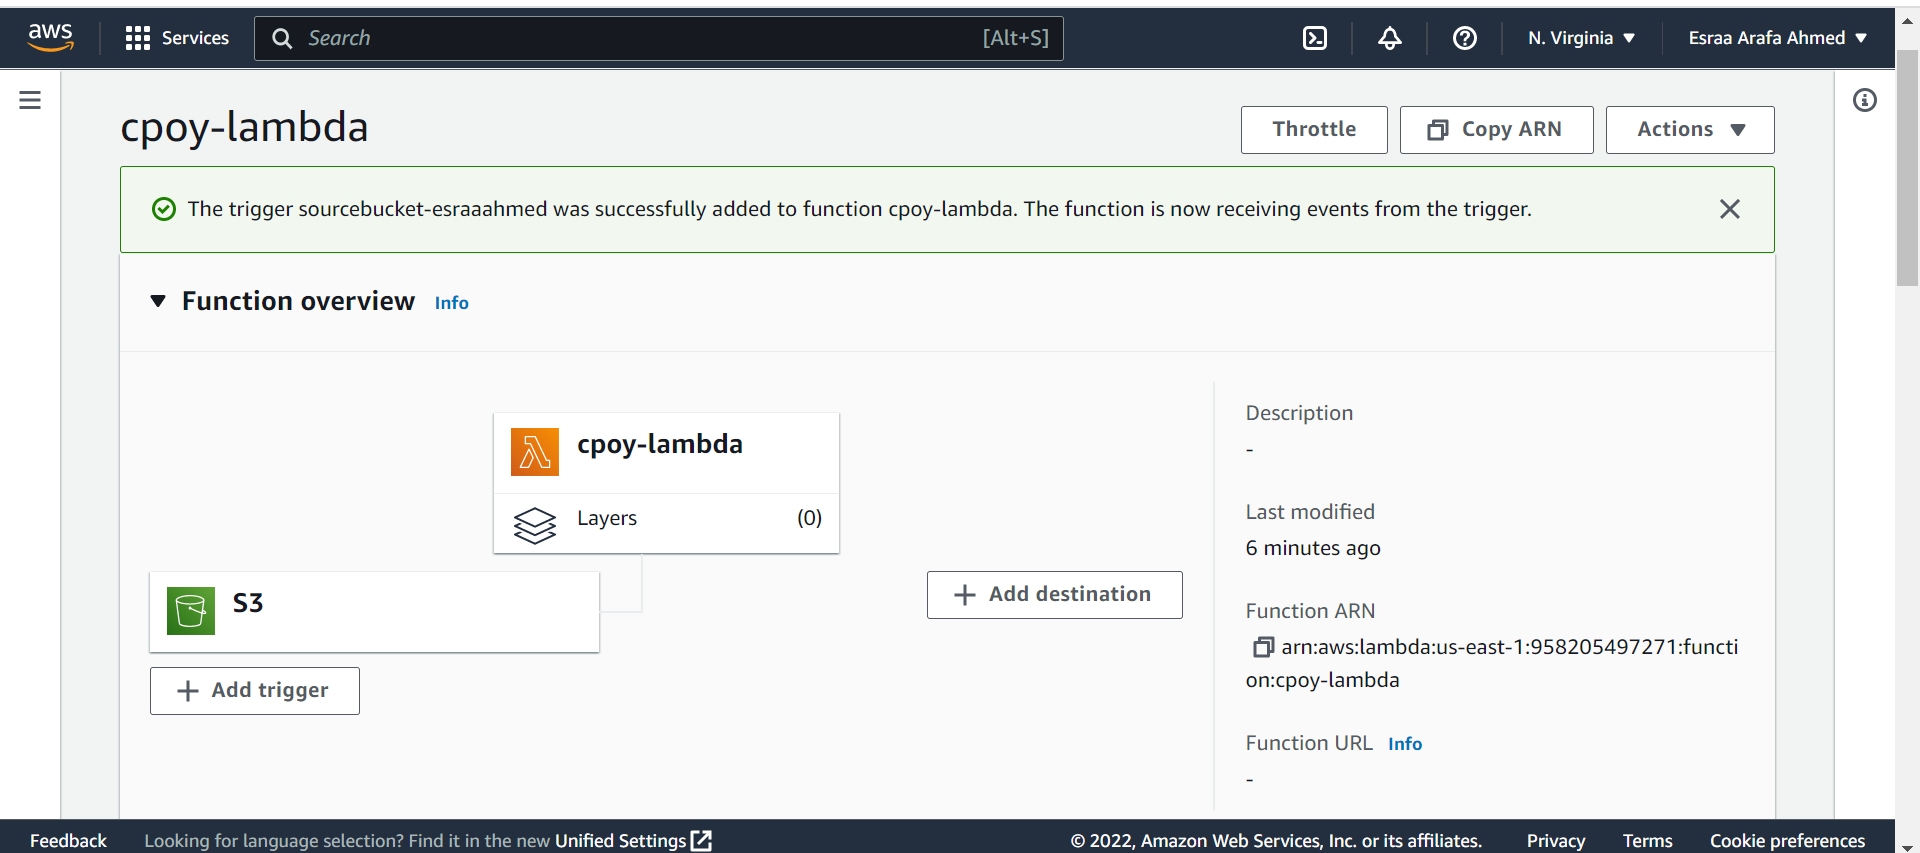 aws
Services
Search
[Alt+S]
N. Virginia
Esraa Arafa Ahmed
cpoy-lambda
Throttle
Copy ARN
Actions
The trigger sourcebucket-esraaahmed was successfully added to function cpoy-lambda. The function is now receiving events from the trigger.
Function overview
Info
cpoy-lambda
Layers
(0)
S3
Add trigger
Add destination
Description
-
Last modified
6 minutes ago
Function ARN
arn:aws:lambda:us-east-1:958205497271:functi
on:cpoy-lambda
Function URL Info
-
Feedback
Looking for language selection? Find it in the new Unified Settings
© 2022, Amazon Web Services, Inc. or its affiliates.
Privacy
Terms
Cookie preferences